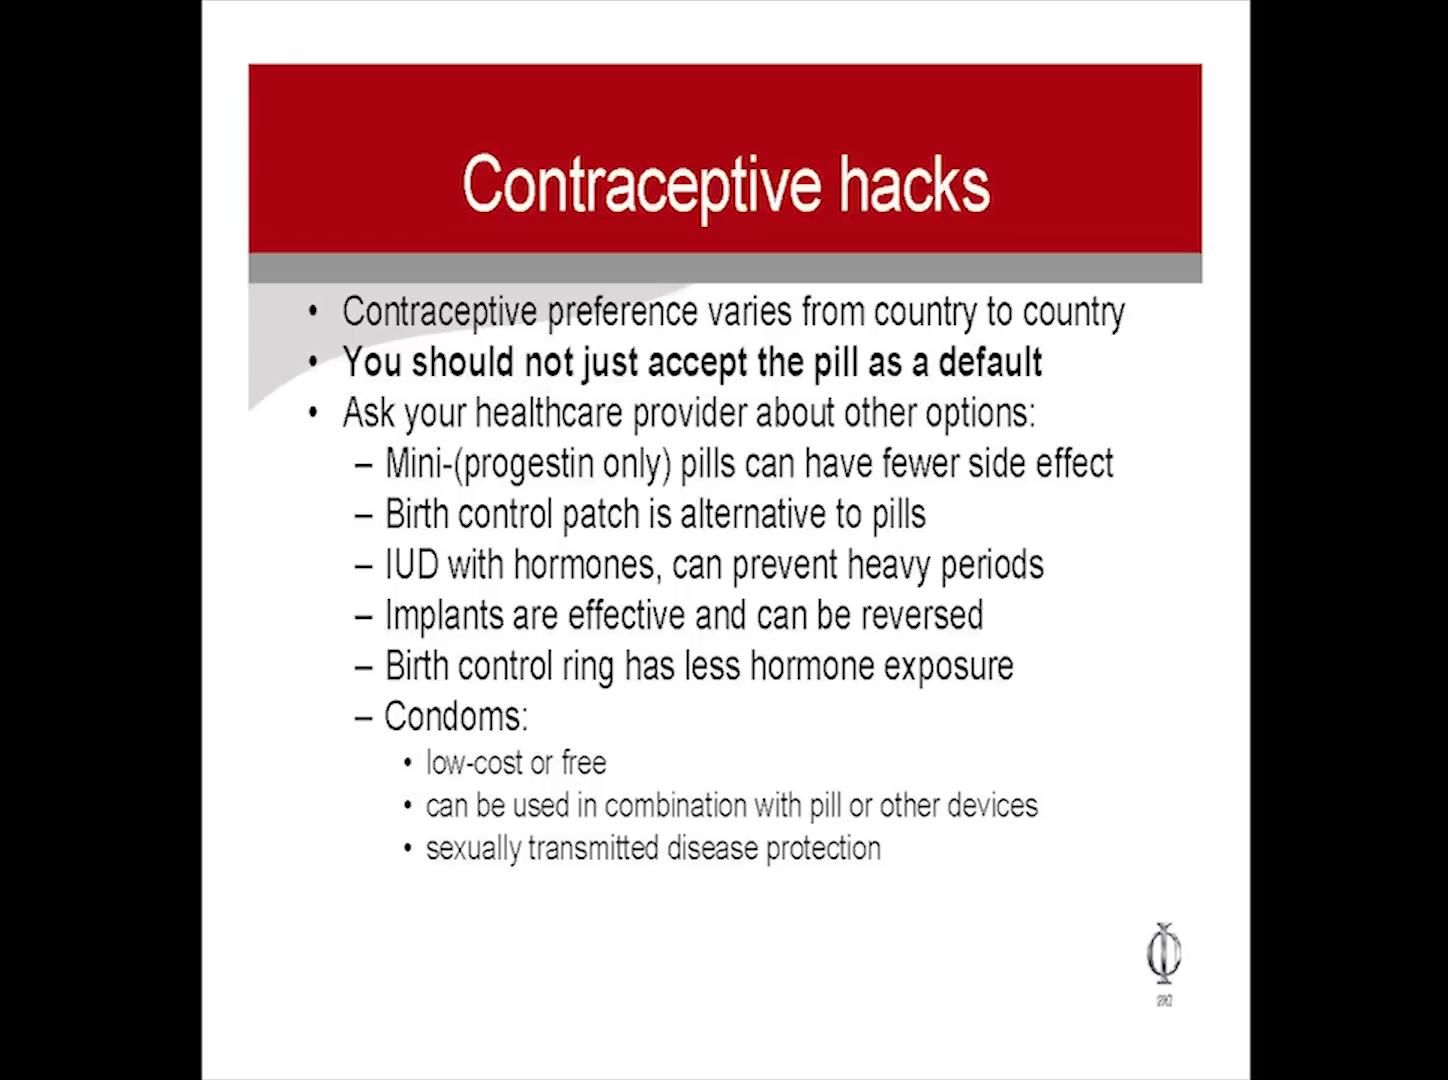 Contraceptive hacks
• Contraceptive preference varies from country to country
• You should not just accept the pill as a default
• Ask your healthcare provider about other options:
– Mini-(progestin only) pills can have fewer side effect
– Birth control patch is alternative to pills
– IUD with hormones, can prevent heavy periods
– Implants are effective and can be reversed
– Birth control ring has less hormone exposure
– Condoms:
• low-cost or free
• can be used in combination with pill or other devices
• sexually transmitted disease protection